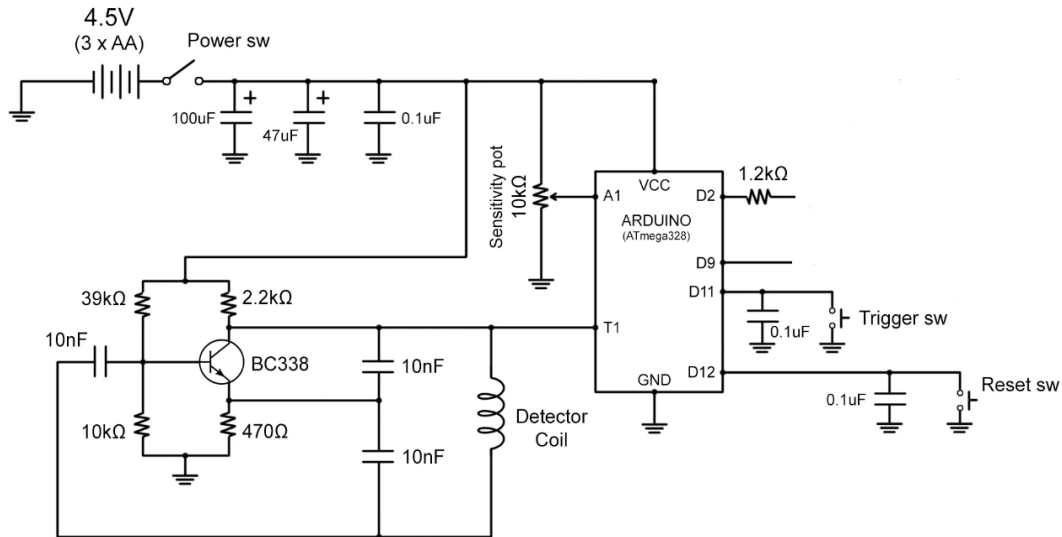 4.5V
(3 x AA)
Power sw
+
+
100uF
47uF
0.1uF
Sensitivity pot
10kΩ
A1
VCC
D2
1.2kΩ
ARDUINO
(ATmega328)
D9
D11
T1
0.1uF
Trigger sw
GND
D12
0.1uF
Reset sw
39kΩ
2.2kΩ
10nF
BC338
10nF
10kΩ
470Ω
10nF
Detector
Coil